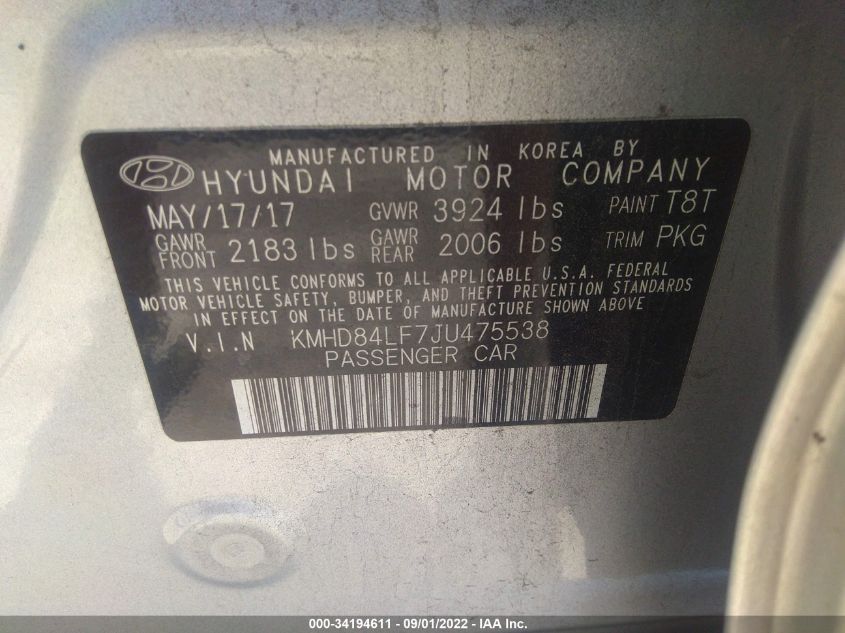 MANUFACTURED IN KOREA BY
HYUNDAI MOTOR COMPANY
MAY/17/17 GVWR 3924 lbs PAINT T8T
GAWR FRONT 2183 lbs GAWR REAR 2006 lbs TRIM PKG
THIS VEHICLE CONFORMS TO ALL APPLICABLE U.S.A. FEDERAL
MOTOR VEHICLE SAFETY, BUMPER, AND THEFT PREVENTION STANDARDS
IN EFFECT ON THE DATE OF MANUFACTURE SHOWN ABOVE
V.I.N KMHD84LF7JU475538
PASSENGER CAR
000-34194611 - 09/01/2022 - IAA Inc.